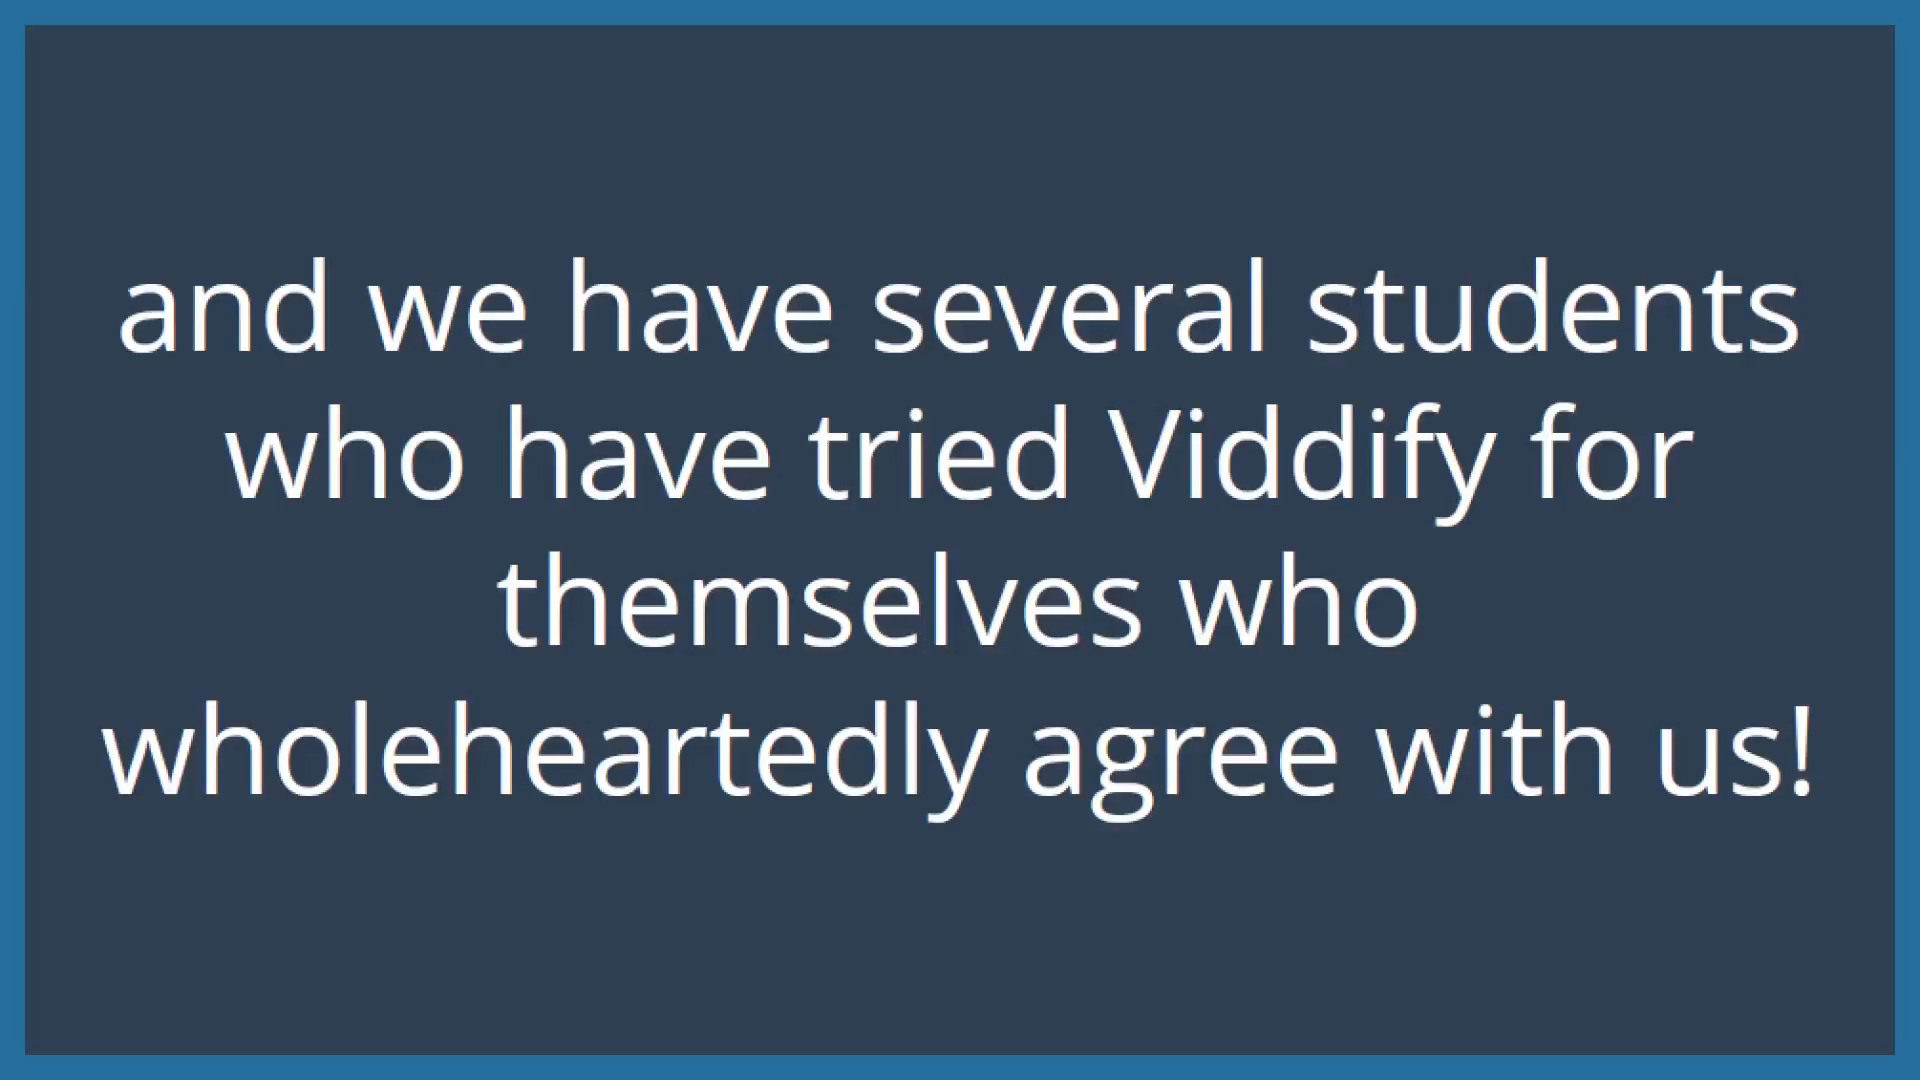 and we have several students
who have tried Viddify for
themselves who
wholeheartedly agree with us!